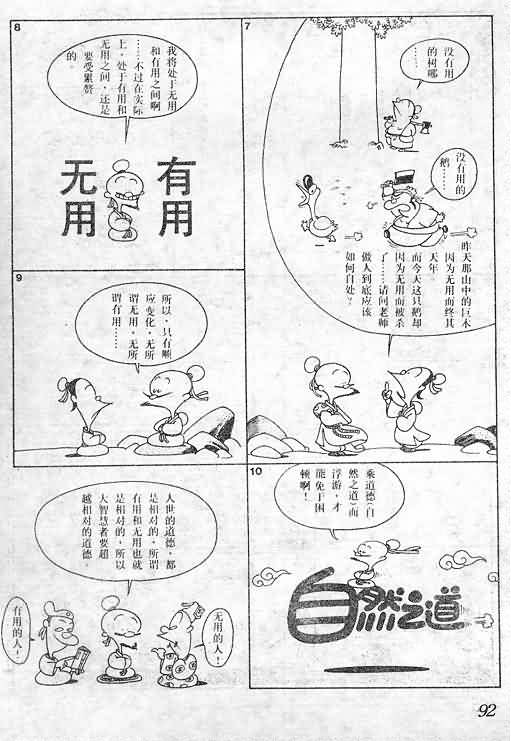 7
没有用
的树哪
……
没有用的
鹅……
昨天那山中的巨木
因为无用而终其
天年
而今天这只鹅却
因为无用而被杀
了……请问老师
做人到底应该
如何自处？
8
我将处于无用
和有用之间啊
……不过在实际
上，处于有用和
无用之间，还是
要受累赘
的。
无用
有用
9
所以，只有顺
应变化，无所
谓无用，无所
谓有用……
10
乘道德（自
然之道）而
浮游，才
能免于困
顿啊！
自然之道
人世的道德，都
是相对的，所谓
有用和无用也就
是相对的，所以
大智慧者要超
越相对的道德。
无用的人！
有用的人！
92